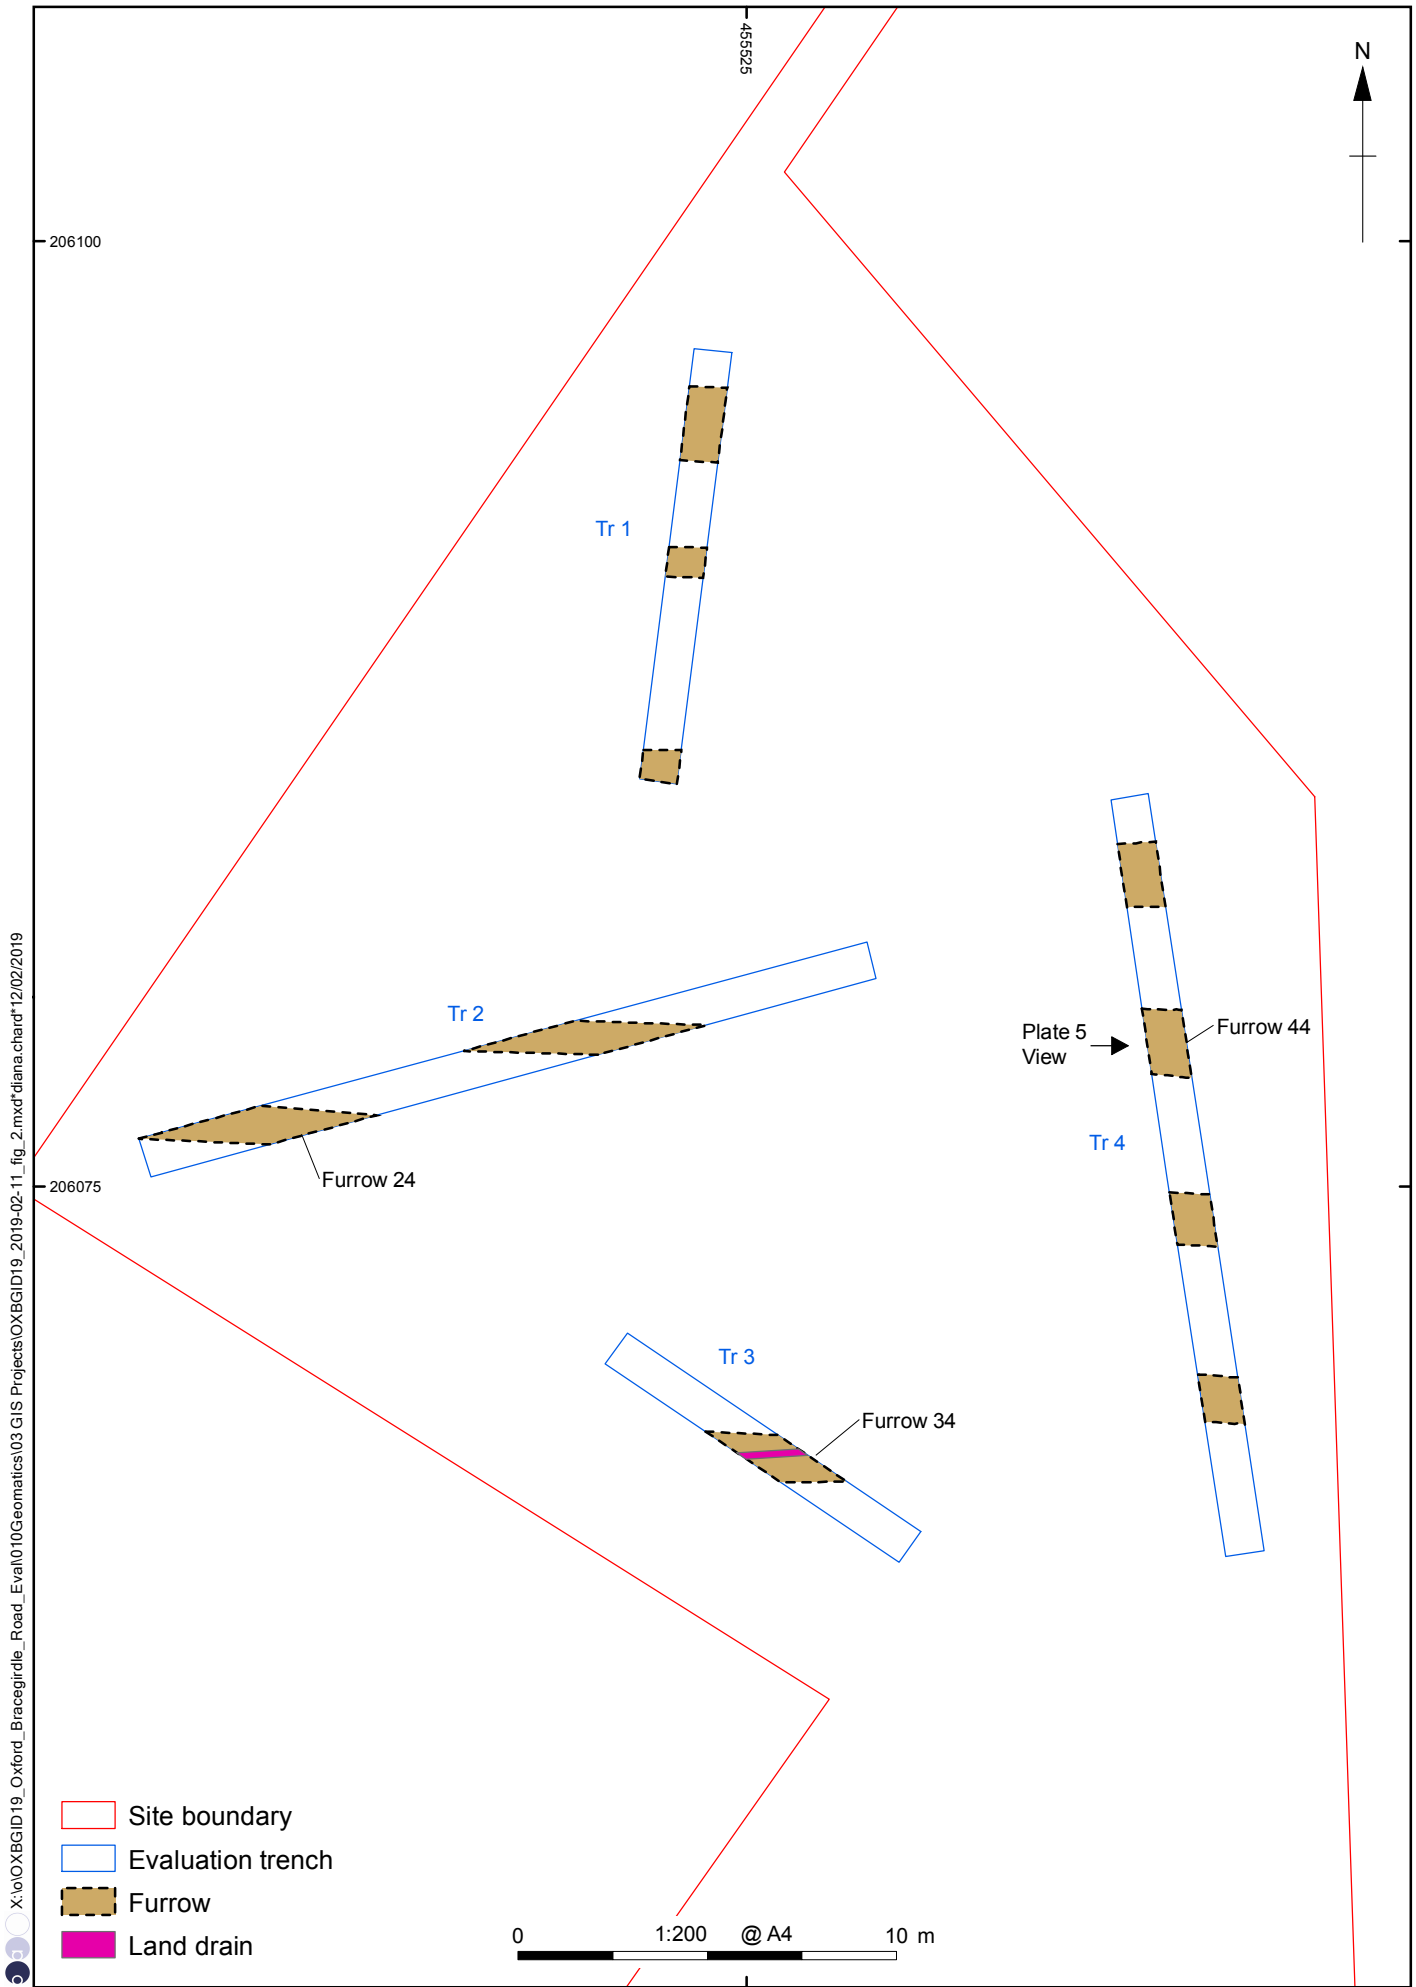 455525
N
206100
Tr 1
Tr 2
Plate 5
View
Furrow 44
Tr 4
Furrow 24
206075
Tr 3
Furrow 34
Site boundary
Evaluation trench
Furrow
Land drain
0 1:200 @ A4 10 m
X:\o\OXBGID19_Oxford_Bracegirdle_Road_Eval\010Geomatics\03 GIS Projects\OXBGID19_2019-02-11_fig_2.mxd*diana.chard*12/02/2019